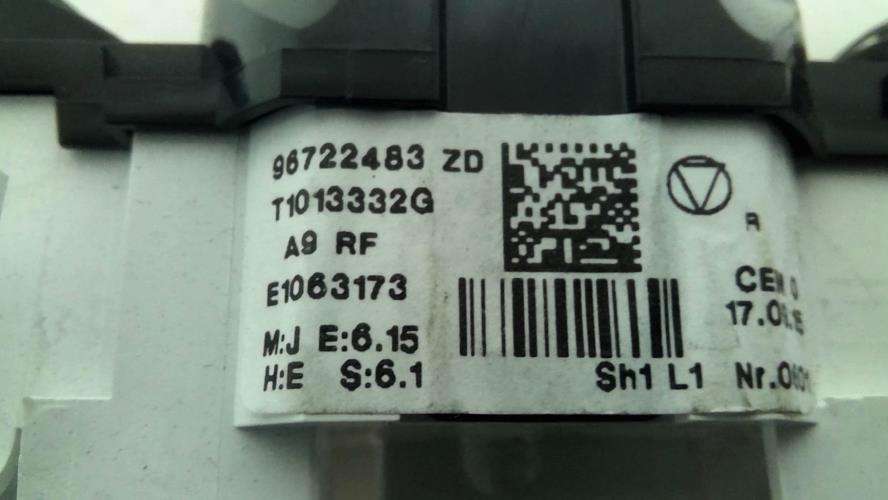 96722483 ZD
T1013332G
A9 RF
E1063173
M:J E:6.15
H:E S:6.1
R
Sh1 L1